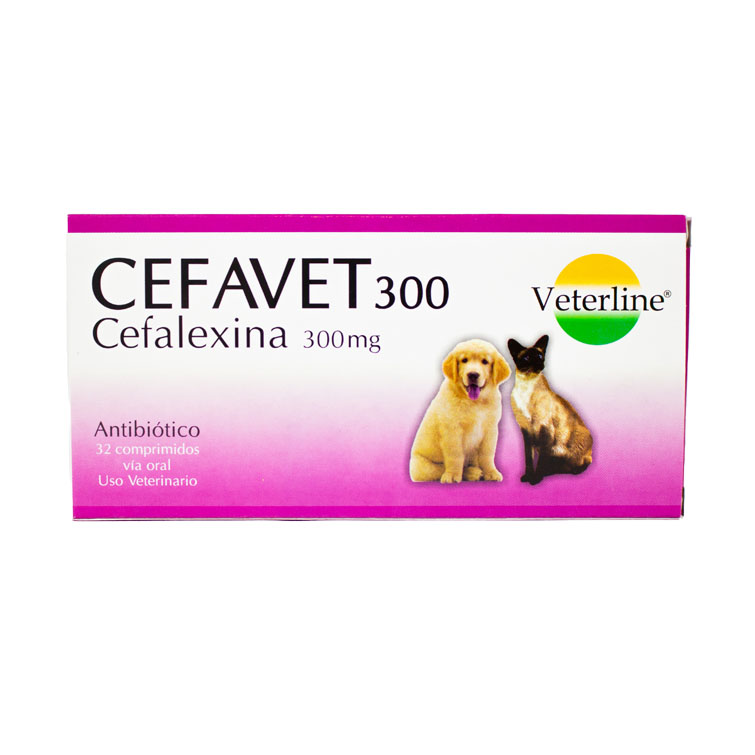 CEFAVET 300
Cefalexina 300mg
Veterline®
Antibiótico
32 comprimidos
vía oral
Uso Veterinario